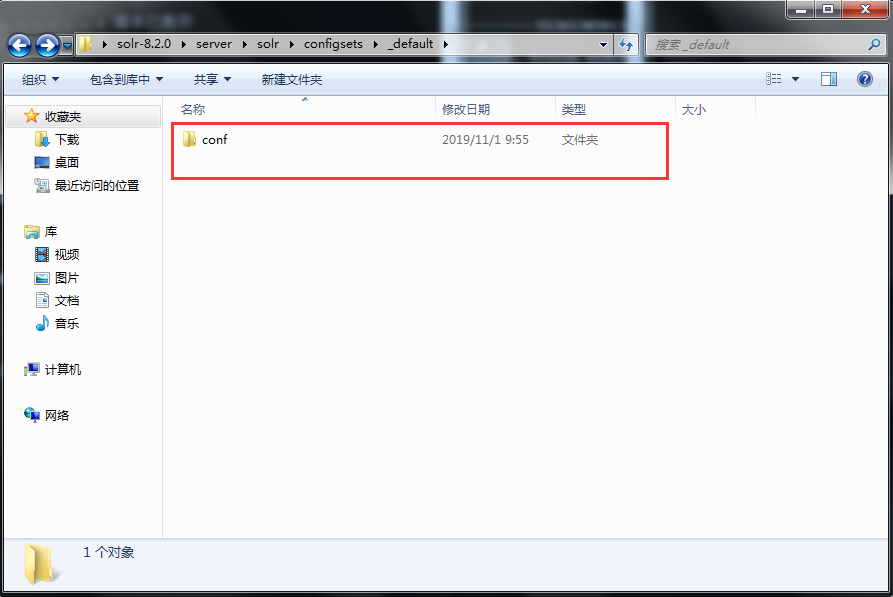 solr-8.2.0 server solr configsets _default
搜索 _default
组织 包含到库中 共享 新建文件夹
名称 修改日期 类型 大小
conf 2019/11/1 9:55 文件夹
收藏夹
下载
桌面
最近访问的位置
库
视频
图片
文档
音乐
计算机
网络
1 个对象